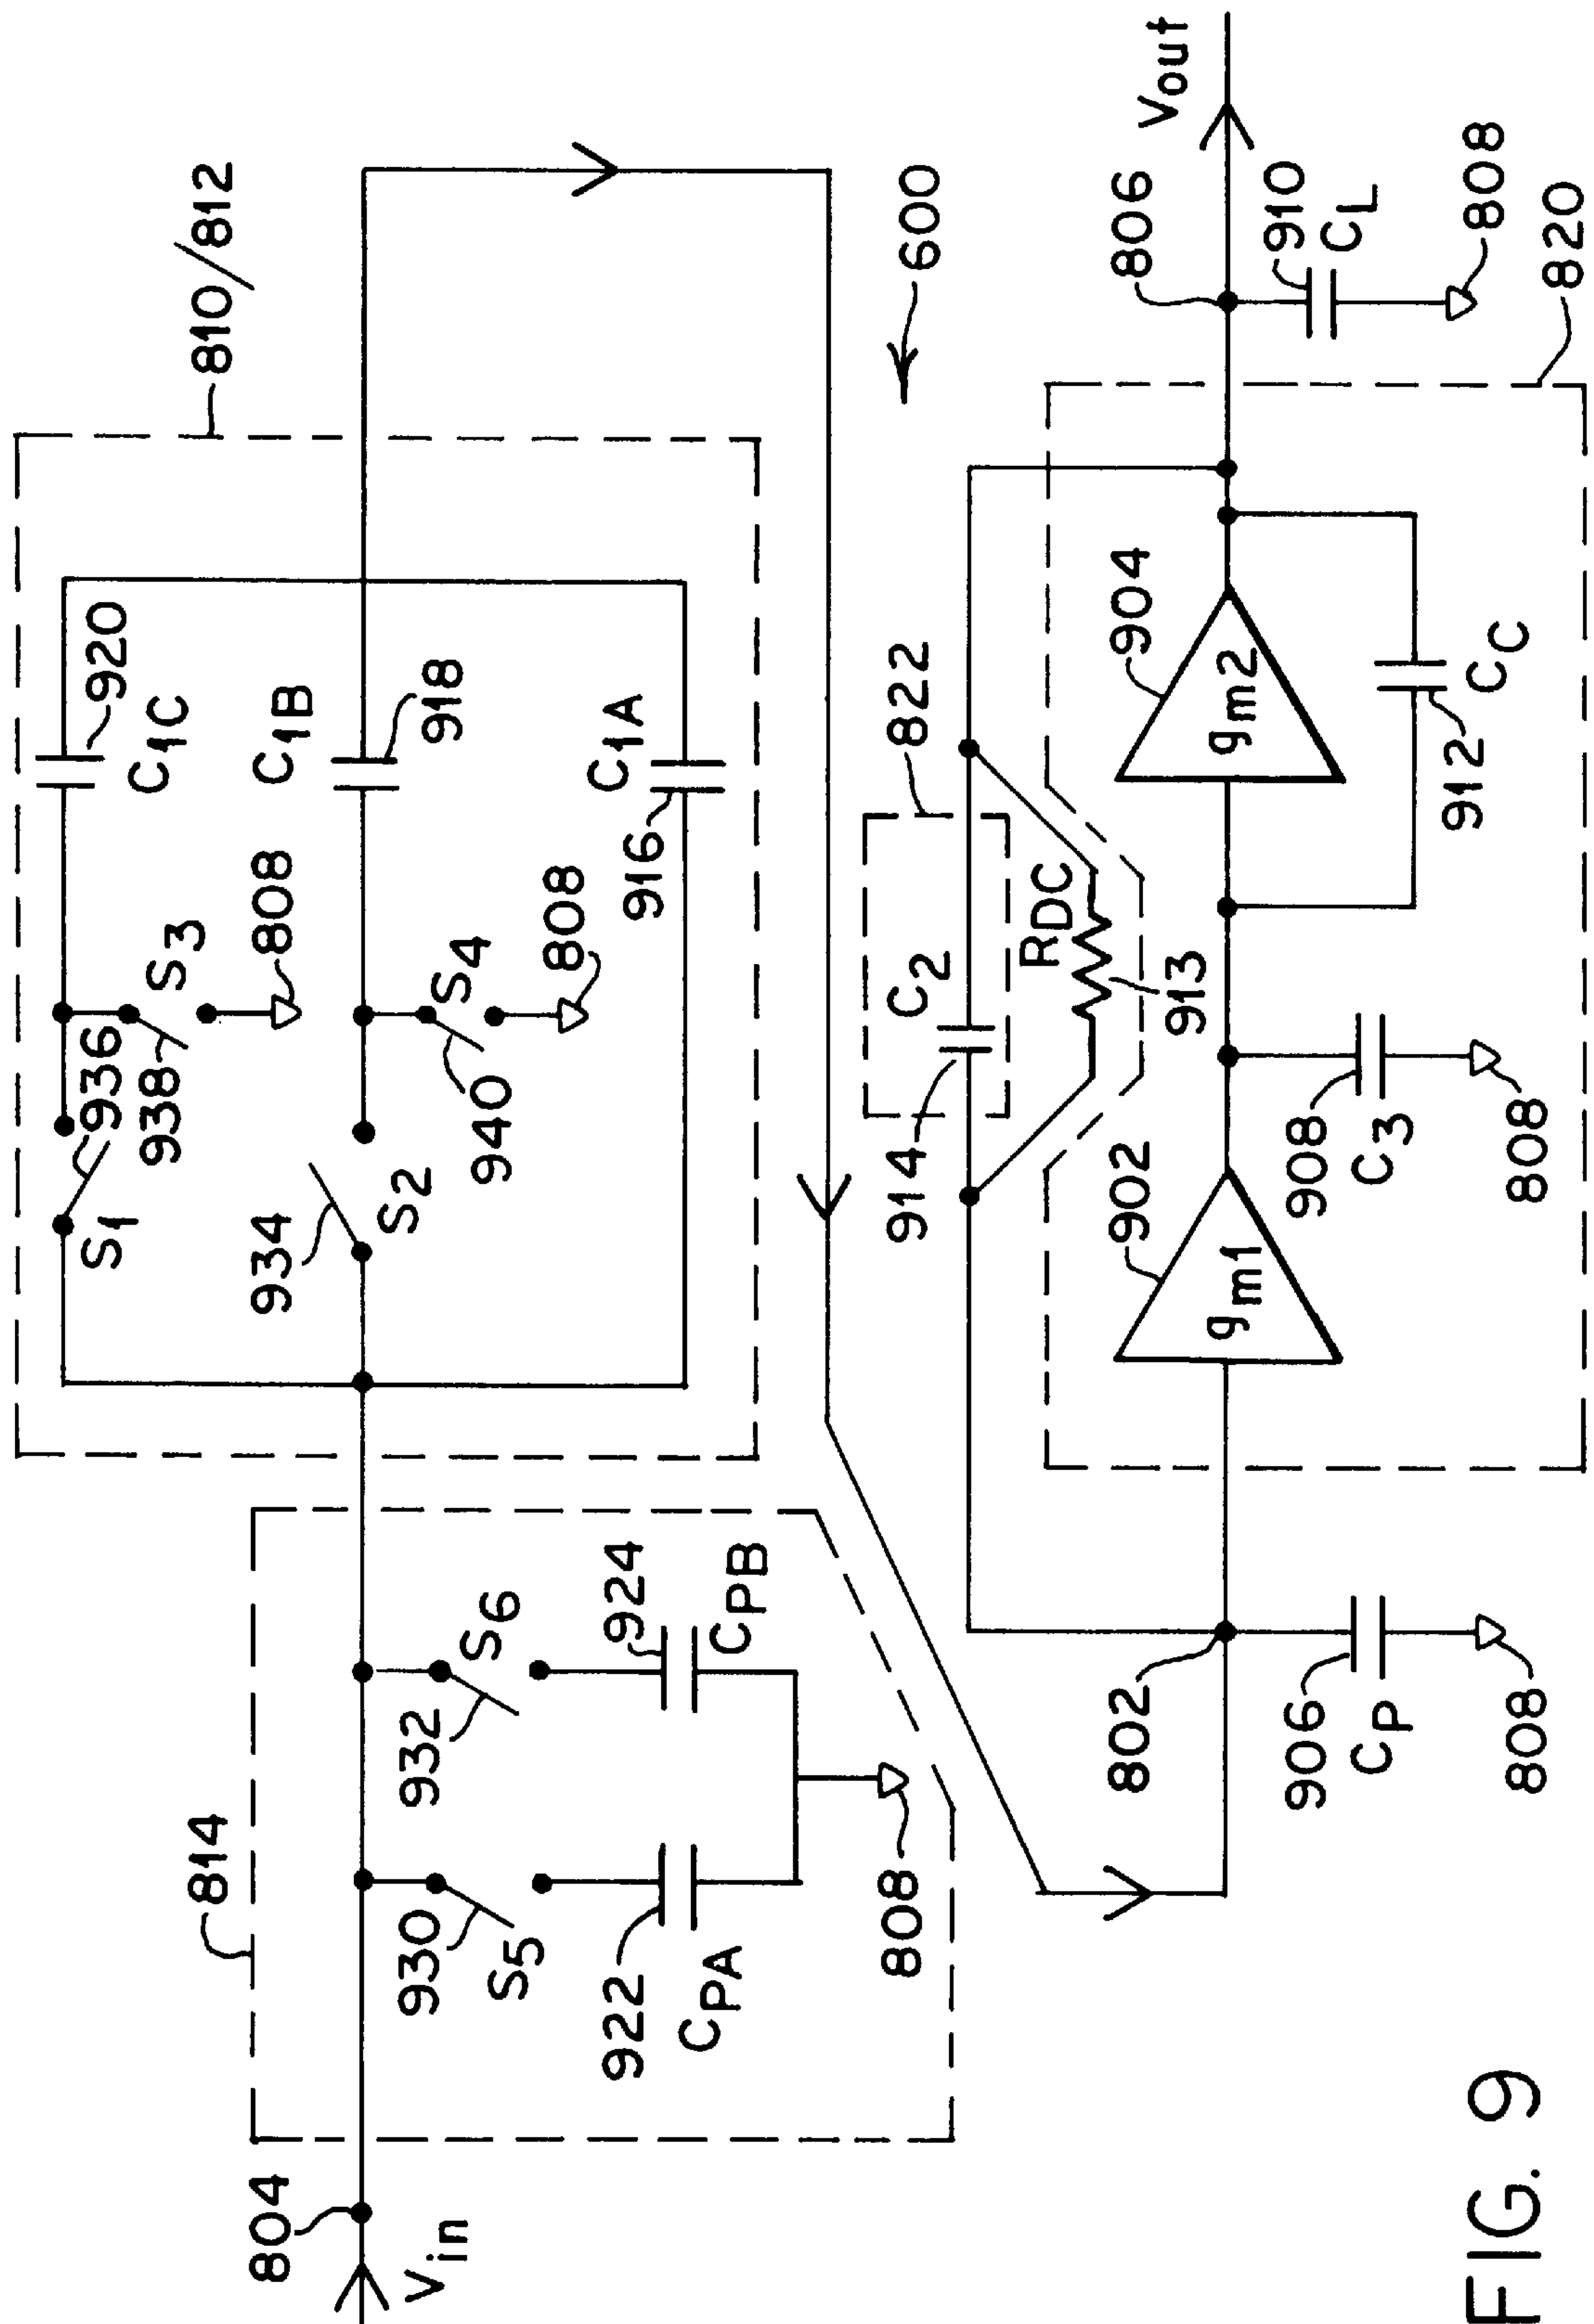 804
Vin
814
930
S5
922
CPA
932
S6
924
CPB
808
810/812
S1
936
938
S3
808
C1C
920
934
S2
940
S4
808
C1B
918
C1A
916
600
802
906
CP
808
822
914
C2
RDC
913
902
gm1
908
C3
808
904
gm2
912
CC
806
Vout
910
CL
808
820
FIG. 9